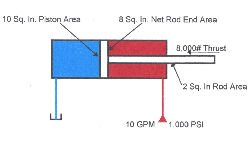 10 Sq. In. Piston Area
8 Sq. In. Net Rod End Area
8,000# Thrust
2 Sq. In Rod Area
10 GPM
1,000 PSI